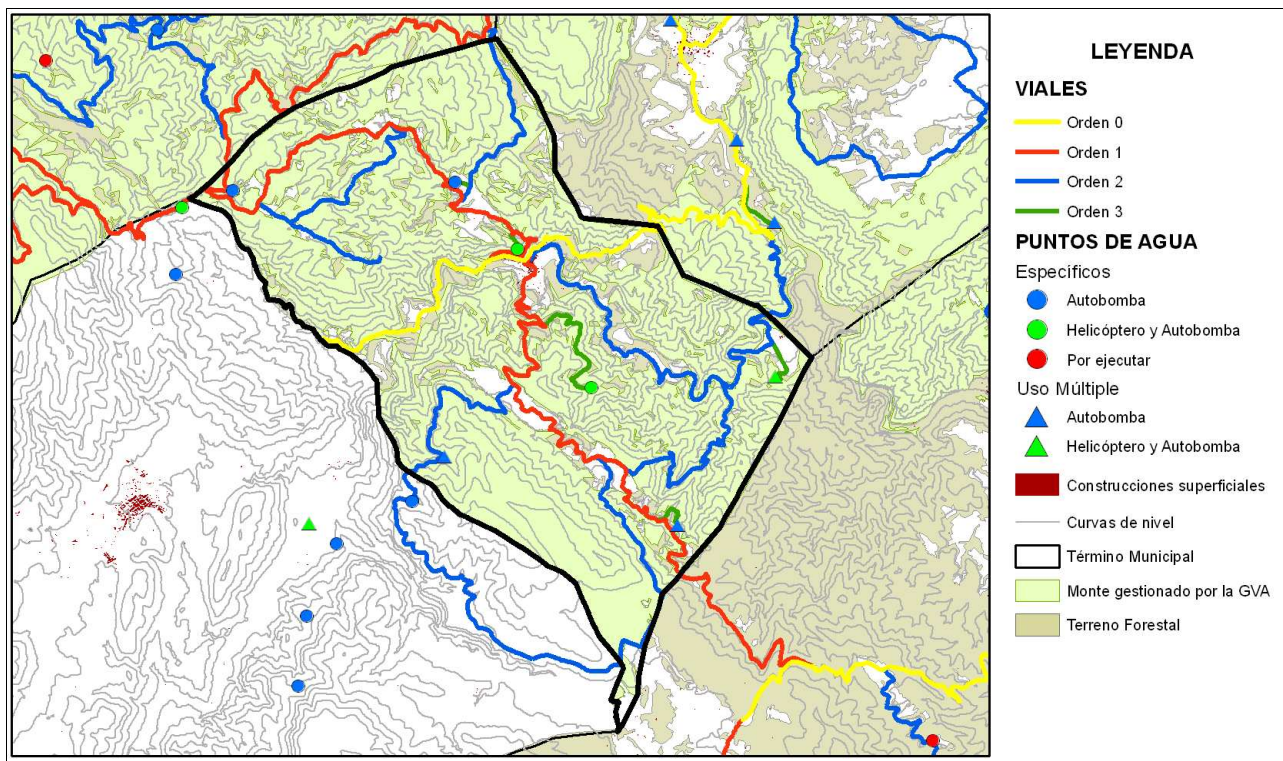 LEYENDA
VIALES
Orden 0
Orden 1
Orden 2
Orden 3
PUNTOS DE AGUA
Específicos
Autobomba
Helicóptero y Autobomba
Por ejecutar
Uso Múltiple
Autobomba
Helicóptero y Autobomba
Construcciones superficiales
Curvas de nivel
Término Municipal
Monte gestionado por la GVA
Terreno Forestal